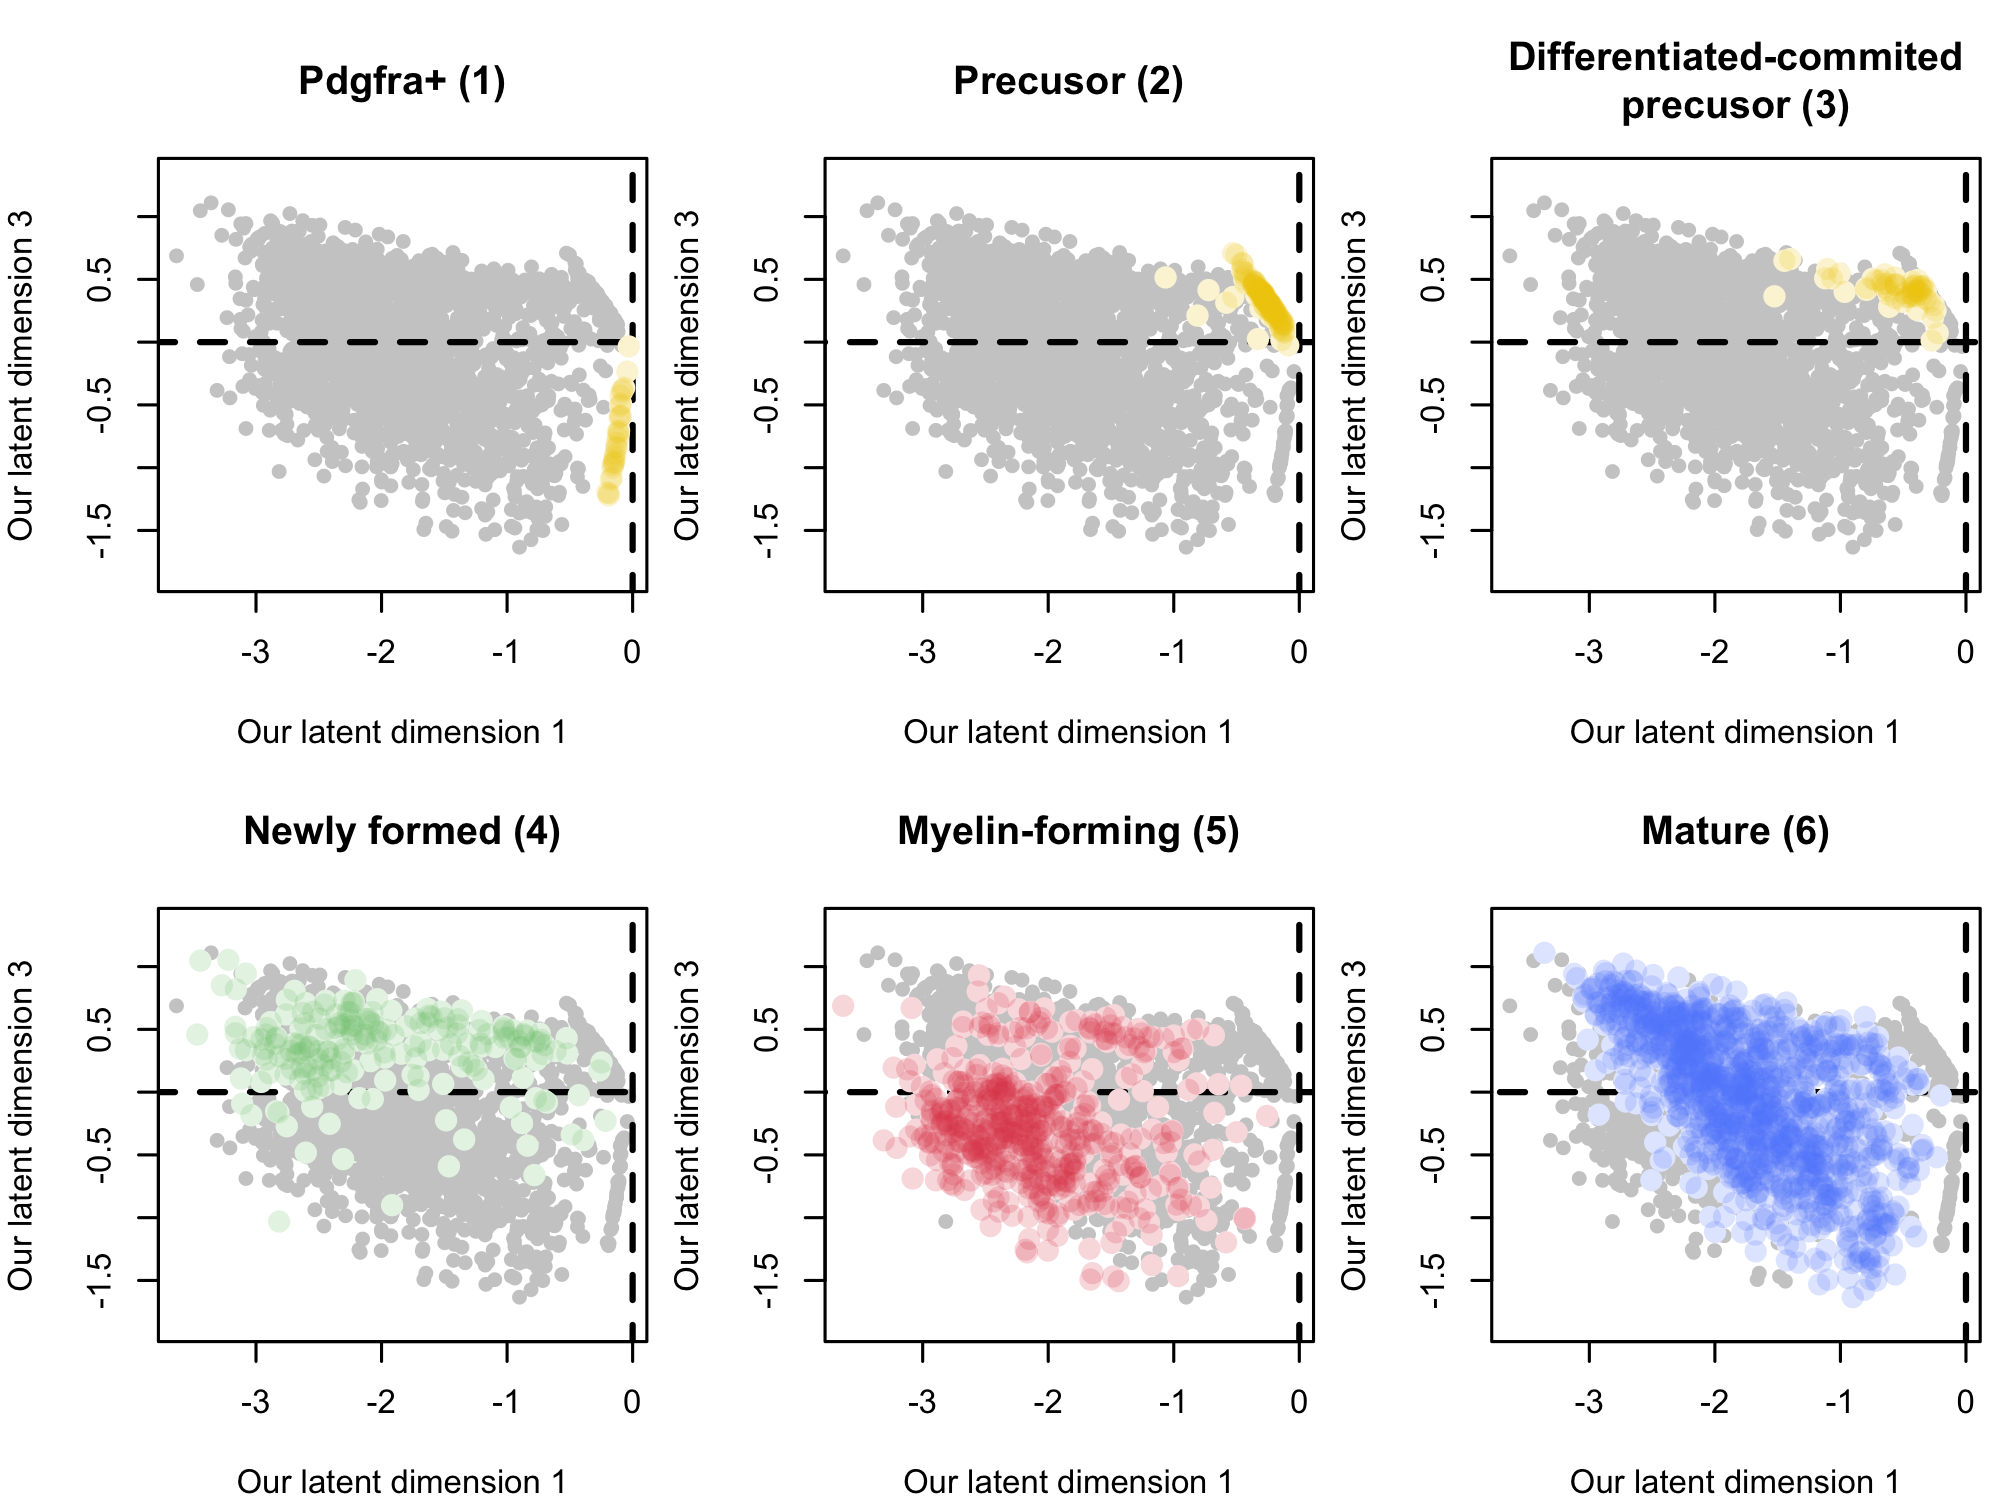 Pdgfra+ (1)
Precusor (2)
Differentiated-commited
precusor (3)
Our latent dimension 3
0.5
-0.5
-1.5
-3 -2 -1 0
Our latent dimension 1
Our latent dimension 3
0.5
-0.5
-1.5
-3 -2 -1 0
Our latent dimension 1
Our latent dimension 3
0.5
-0.5
-1.5
-3 -2 -1 0
Our latent dimension 1
Newly formed (4)
Myelin-forming (5)
Mature (6)
Our latent dimension 3
0.5
-0.5
-1.5
-3 -2 -1 0
Our latent dimension 1
Our latent dimension 3
0.5
-0.5
-1.5
-3 -2 -1 0
Our latent dimension 1
Our latent dimension 3
0.5
-0.5
-1.5
-3 -2 -1 0
Our latent dimension 1